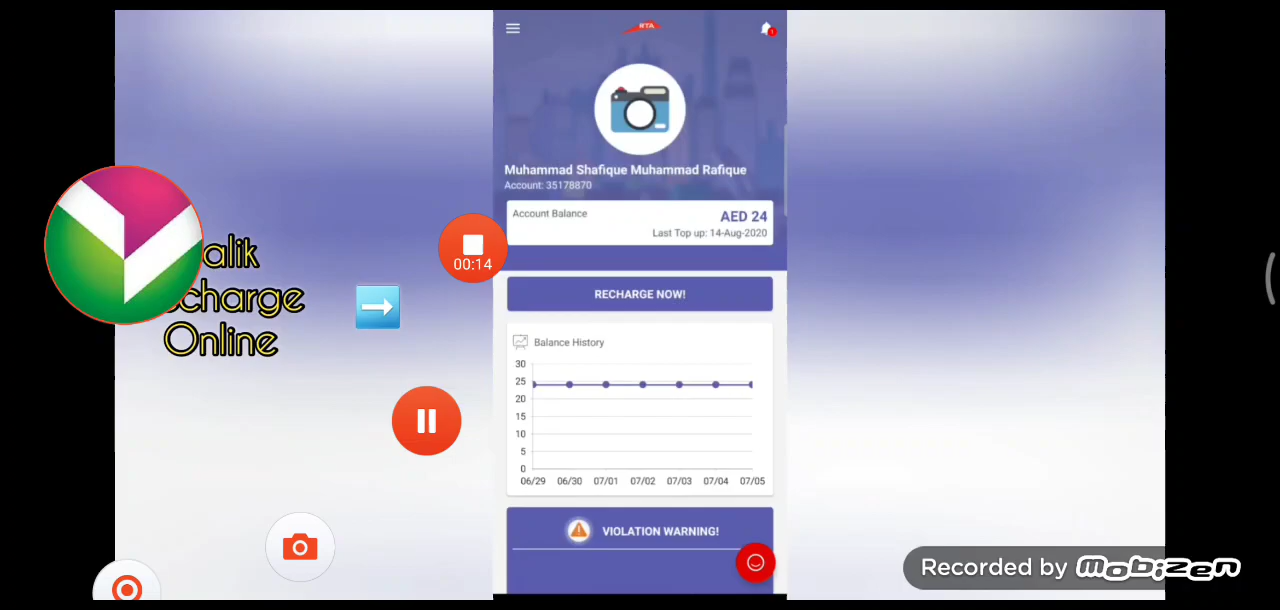 RTA
1
Muhammad Shafique Muhammad Rafique
Account: 35178870
Account Balance
AED 24
Last Top up: 14-Aug-2020
00:14
alik
charge
Online
RECHARGE NOW!
Balance History
30
25
20
15
10
5
0
06/29 06/30 07/01 07/02 07/03 07/04 07/05
VIOLATION WARNING!
Recorded by mobizen